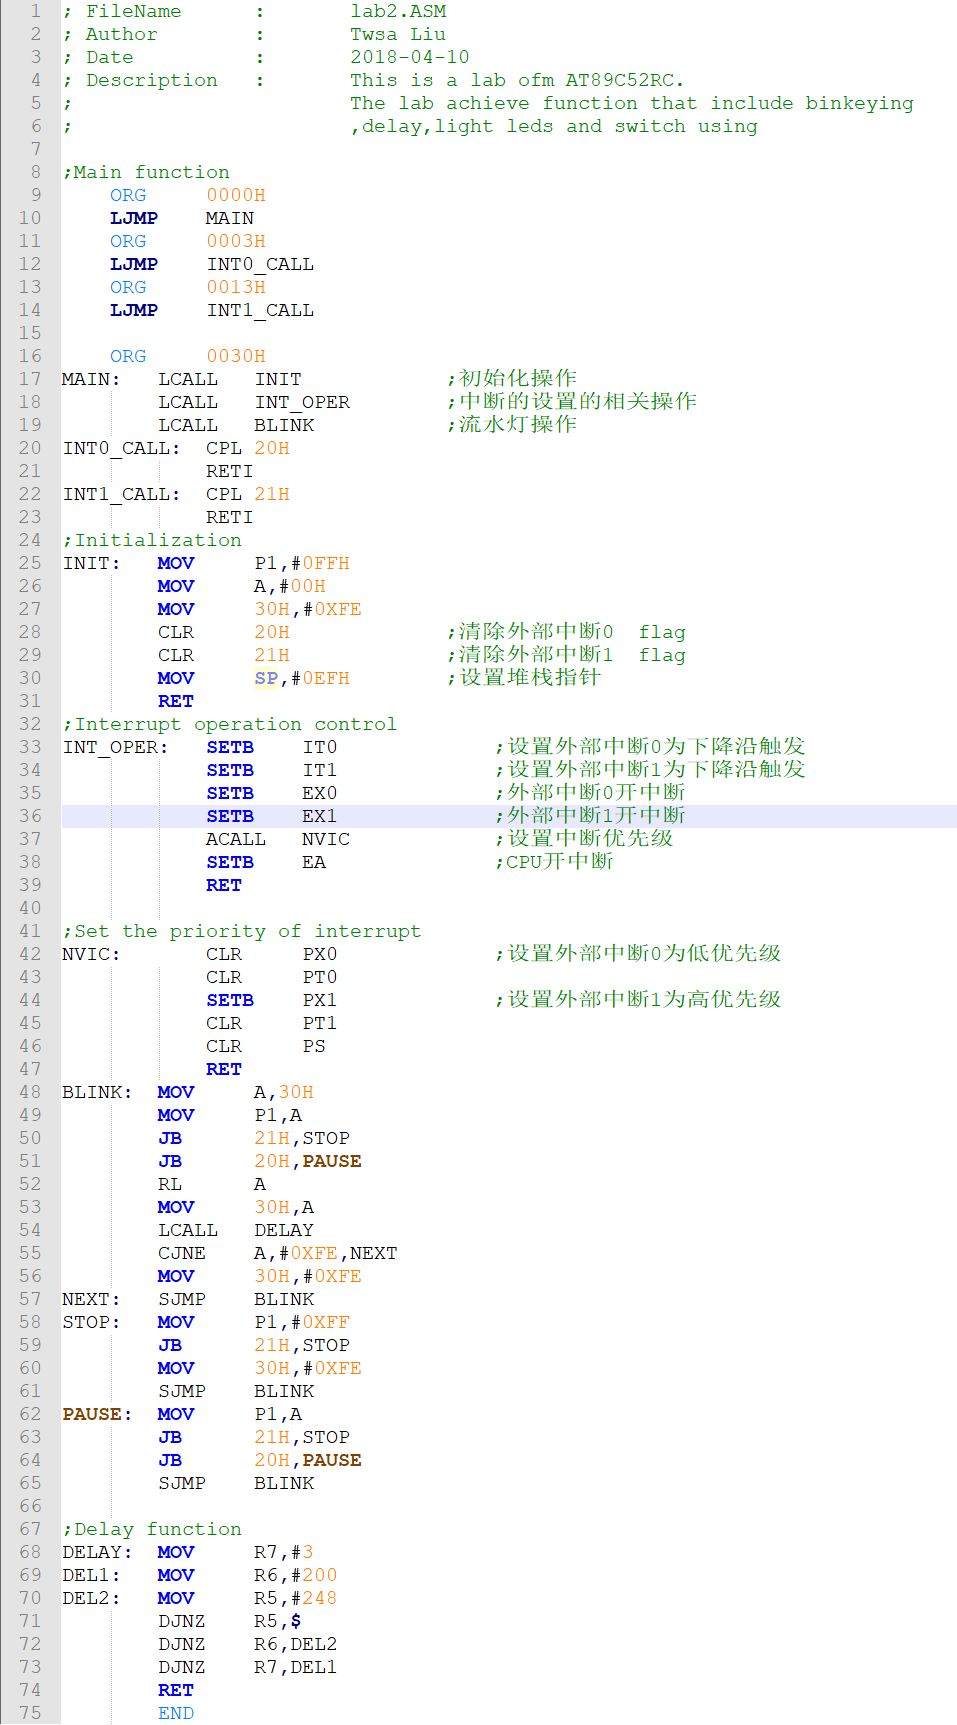 1 ; FileName      :       lab2.ASM
2 ; Author        :       Twsa Liu
3 ; Date          :       2018-04-10
4 ; Description   :       This is a lab ofm AT89C52RC.
5 ;                       The lab achieve function that include binkeying
6 ;                       ,delay,light leds and switch using
7
8 ;Main function
9     ORG     0000H
10     LJMP    MAIN
11     ORG     0003H
12     LJMP    INT0_CALL
13     ORG     0013H
14     LJMP    INT1_CALL
15
16     ORG     0030H
17 MAIN:   LCALL   INIT            ;初始化操作
18         LCALL   INT_OPER        ;中断的设置的相关操作
19         LCALL   BLINK           ;流水灯操作
20 INT0_CALL:  CPL 20H
21             RETI
22 INT1_CALL:  CPL 21H
23             RETI
24 ;Initialization
25 INIT:   MOV     P1,#0FFH
26         MOV     A,#00H
27         MOV     30H,#0XFE
28         CLR     20H             ;清除外部中断0  flag
29         CLR     21H             ;清除外部中断1  flag
30         MOV     SP,#0EFH        ;设置堆栈指针
31         RET
32 ;Interrupt operation control
33 INT_OPER:   SETB    IT0             ;设置外部中断0为下降沿触发
34             SETB    IT1             ;设置外部中断1为下降沿触发
35             SETB    EX0             ;外部中断0开中断
36             SETB    EX1             ;外部中断1开中断
37             ACALL   NVIC            ;设置中断优先级
38             SETB    EA              ;CPU开中断
39             RET
40
41 ;Set the priority of interrupt
42 NVIC:       CLR     PX0             ;设置外部中断0为低优先级
43             CLR     PT0
44             SETB    PX1             ;设置外部中断1为高优先级
45             CLR     PT1
46             CLR     PS
47             RET
48 BLINK:  MOV     A,30H
49         MOV     P1,A
50         JB      21H,STOP
51         JB      20H,PAUSE
52         RL      A
53         MOV     30H,A
54         LCALL   DELAY
55         CJNE    A,#0XFE,NEXT
56         MOV     30H,#0XFE
57 NEXT:   SJMP    BLINK
58 STOP:   MOV     P1,#0XFF
59         JB      21H,STOP
60         MOV     30H,#0XFE
61         SJMP    BLINK
62 PAUSE:  MOV     P1,A
63         JB      21H,STOP
64         JB      20H,PAUSE
65         SJMP    BLINK
66
67 ;Delay function
68 DELAY:  MOV     R7,#3
69 DEL1:   MOV     R6,#200
70 DEL2:   MOV     R5,#248
71         DJNZ    R5,$
72         DJNZ    R6,DEL2
73         DJNZ    R7,DEL1
74         RET
75         END